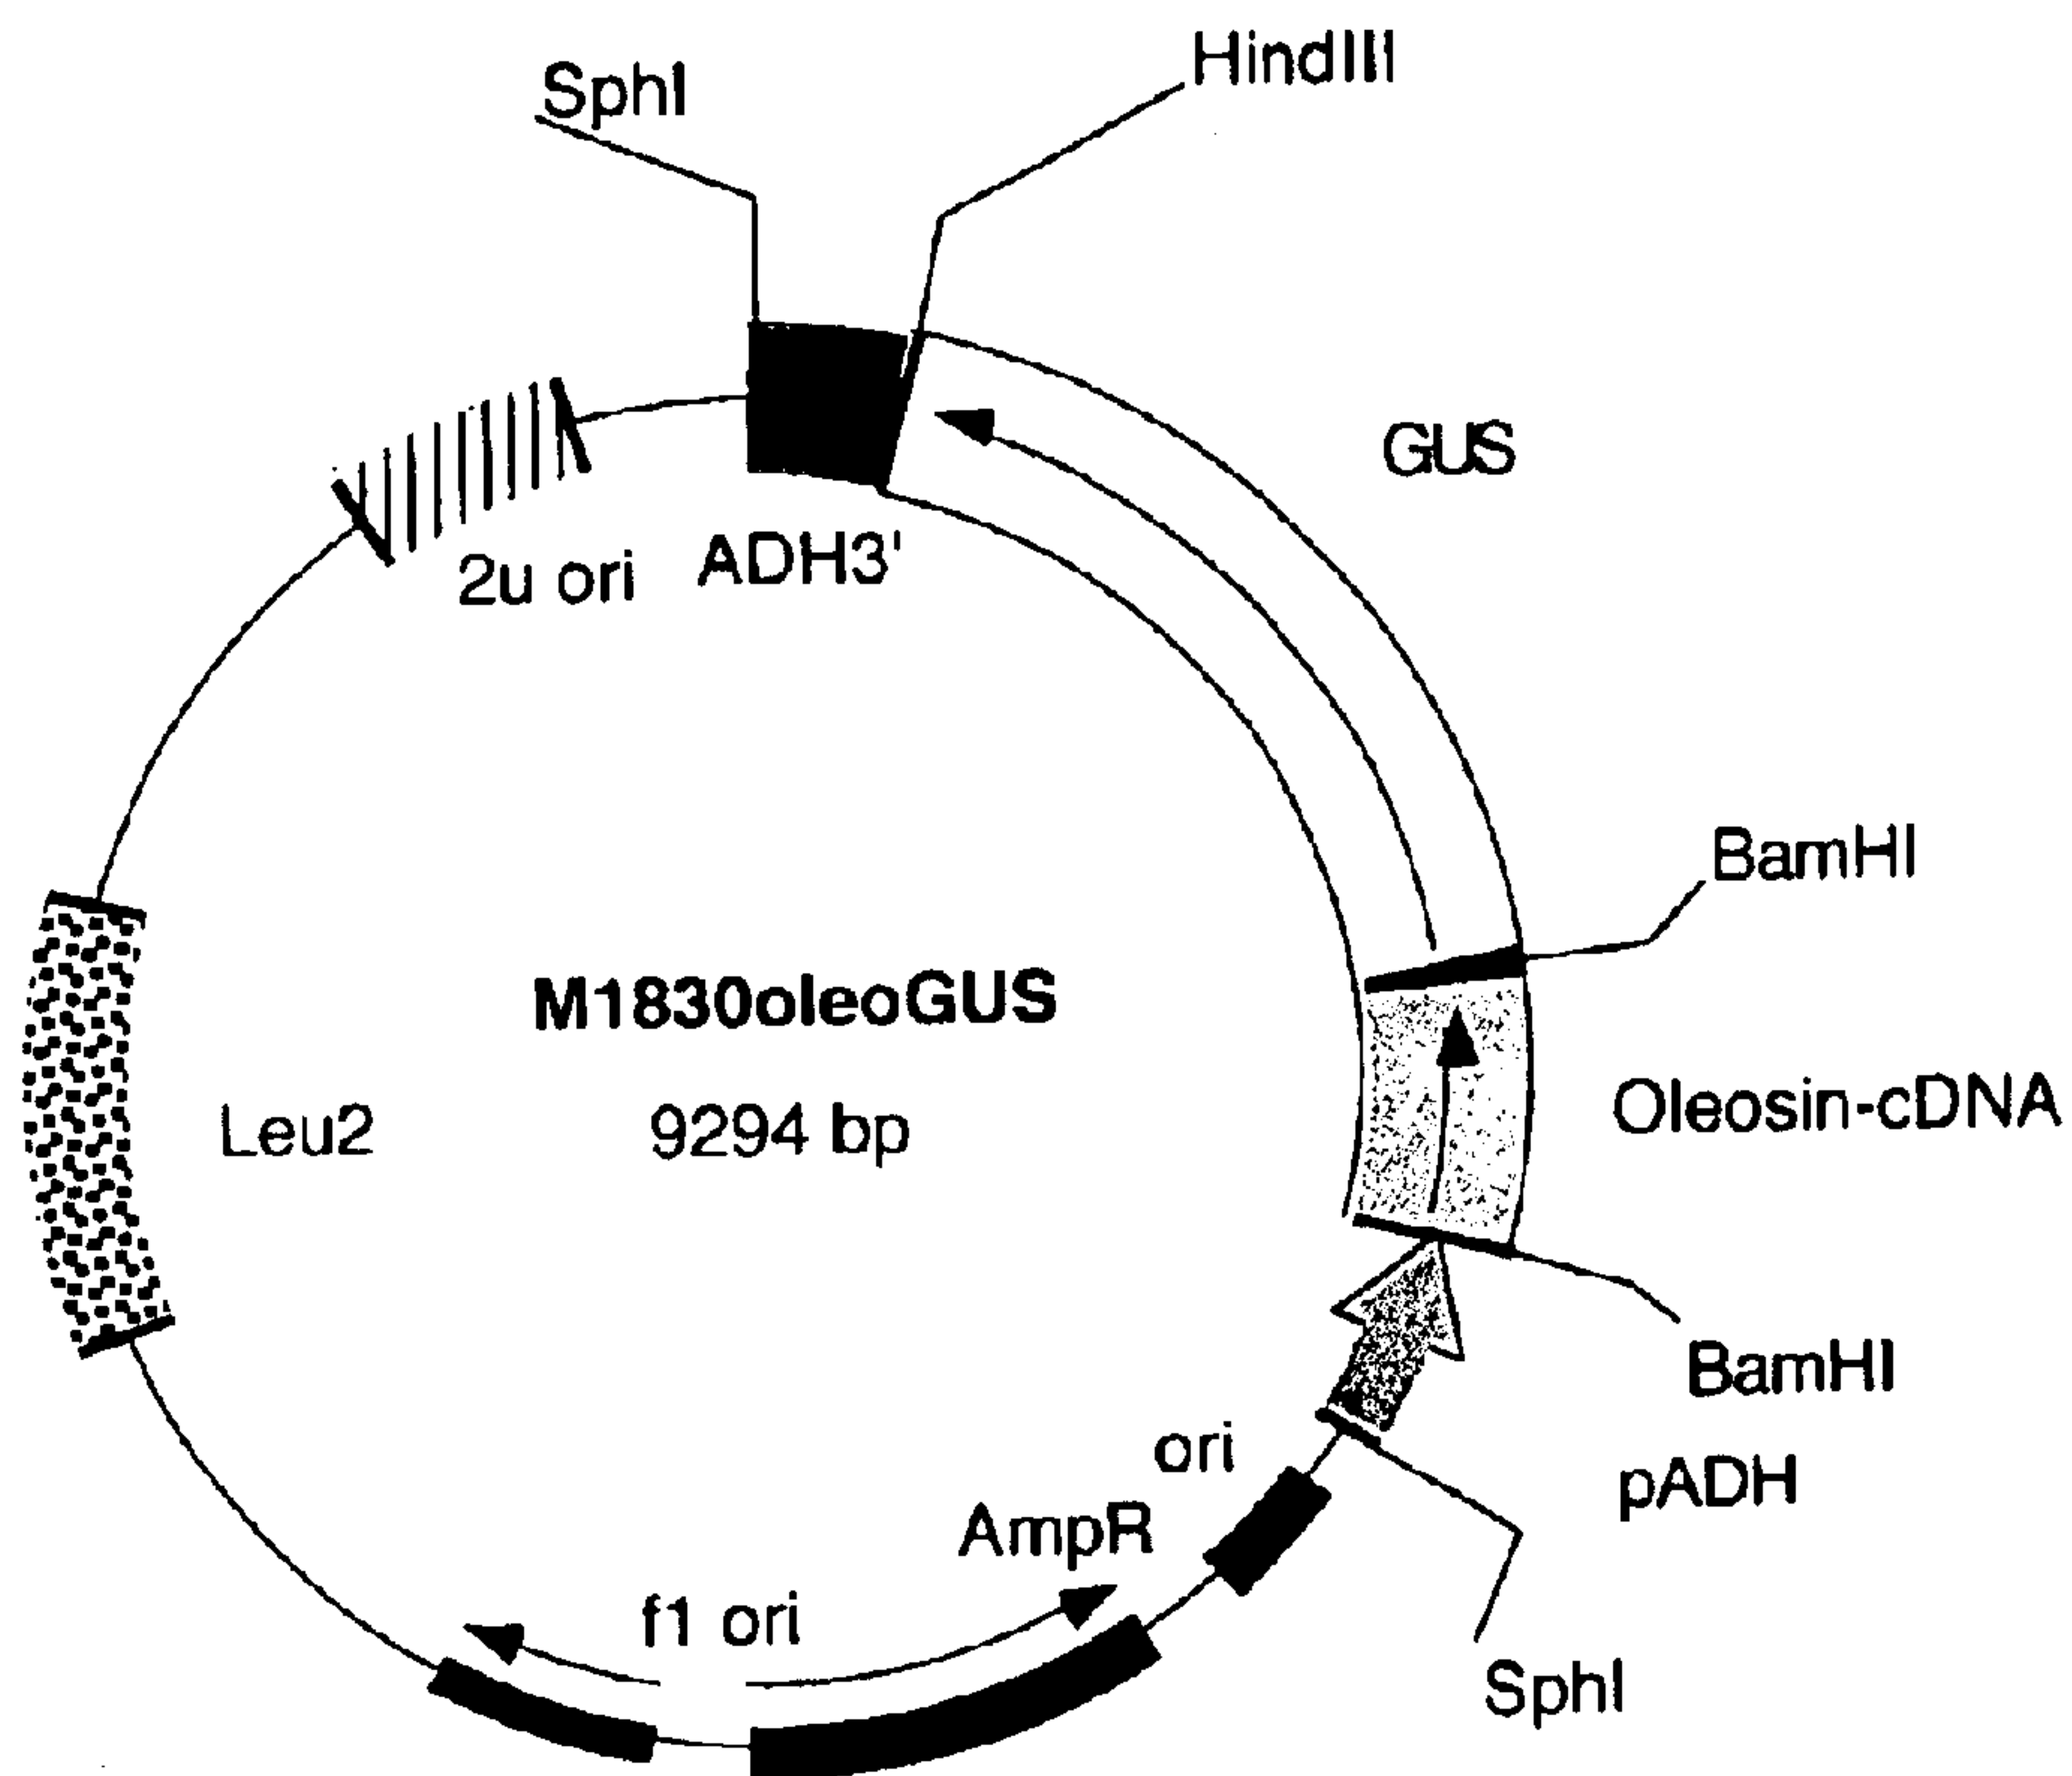 SphI
HindIII
GUS
2u ori
ADH3'
BamHI
M1830oleoGUS
Leu2
9294 bp
Oleosin-cDNA
BamHI
pADH
ori
AmpR
f1 ori
SphI